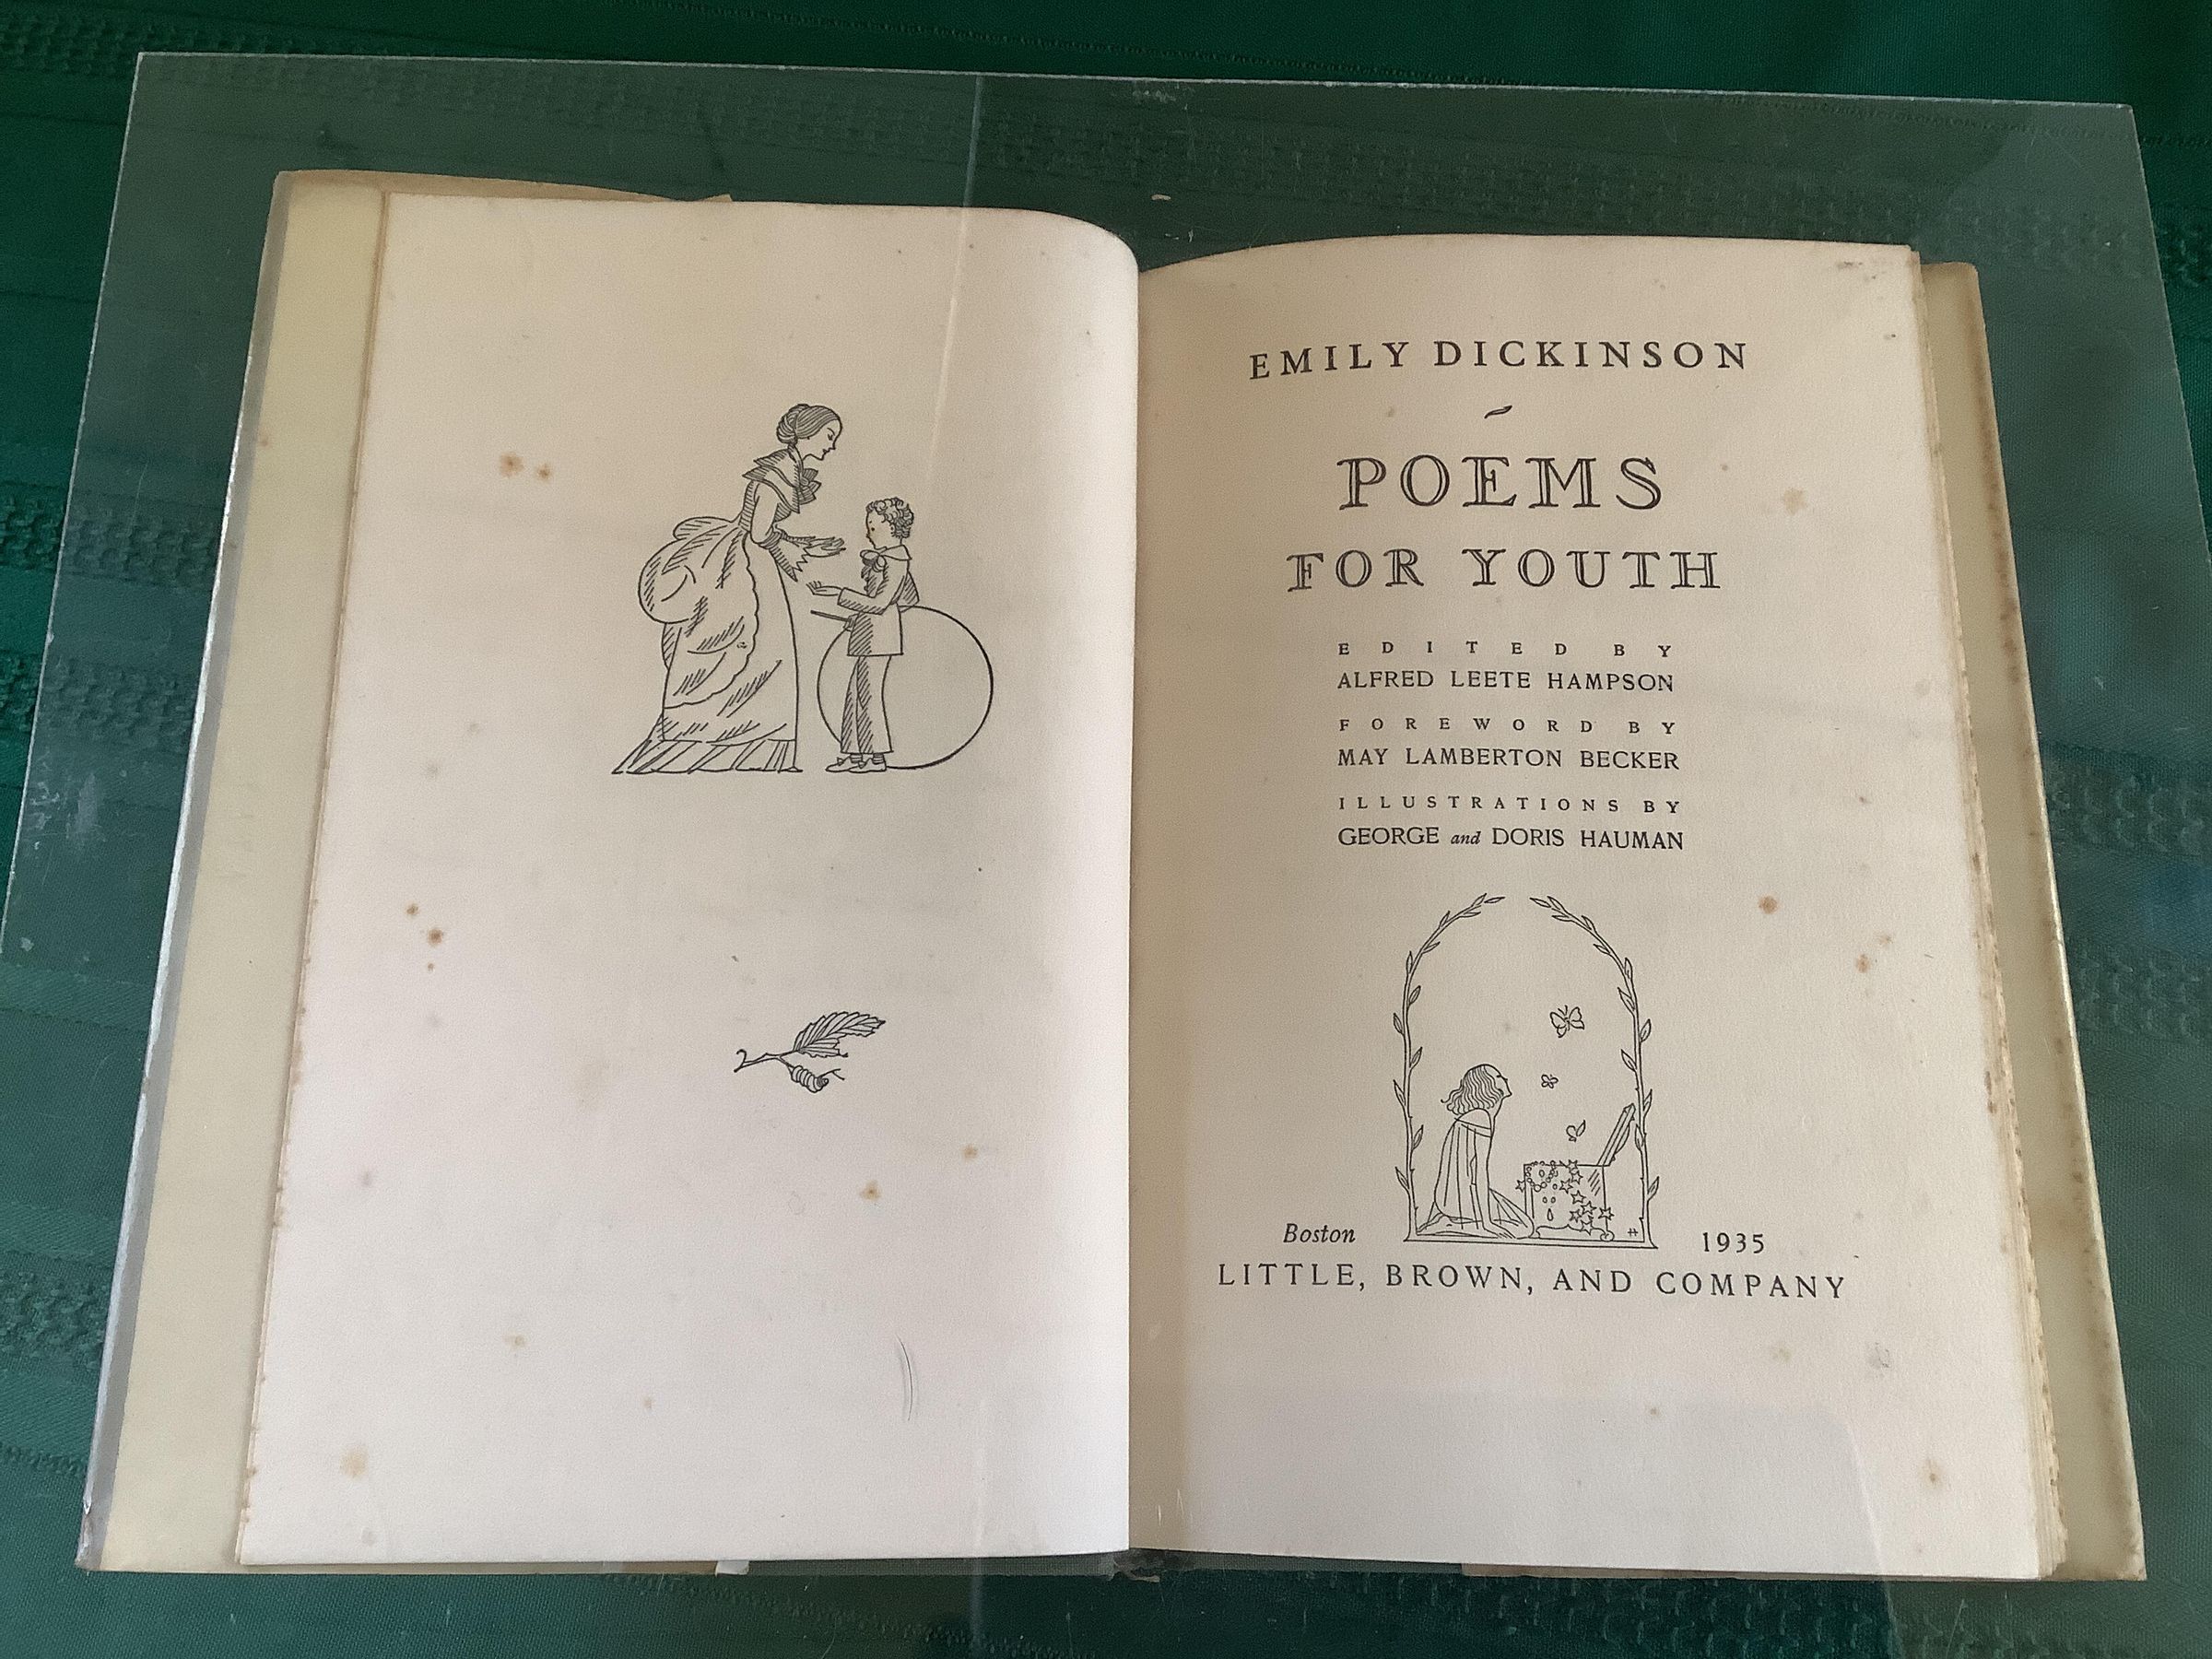 EMILY DICKINSON
POEMS
FOR YOUTH
EDITED BY
ALFRED LEETE HAMPSON
FOREWORD BY
MAY LAMBERTON BECKER
ILLUSTRATIONS BY
GEORGE and DORIS HAUMAN
Boston 1935
LITTLE, BROWN, AND COMPANY